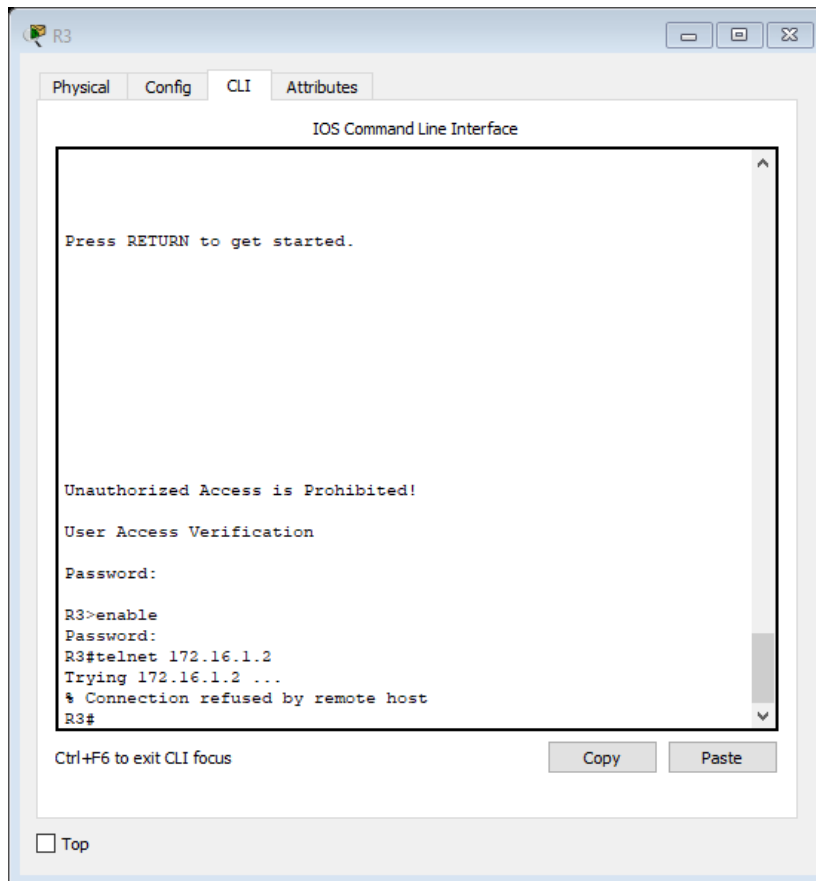 R3
Physical Config CLI Attributes
IOS Command Line Interface
Press RETURN to get started.
Unauthorized Access is Prohibited!
User Access Verification
Password:
R3>enable
Password:
R3#telnet 172.16.1.2
Trying 172.16.1.2 ...
% Connection refused by remote host
R3#
Ctrl+F6 to exit CLI focus
Copy Paste
Top